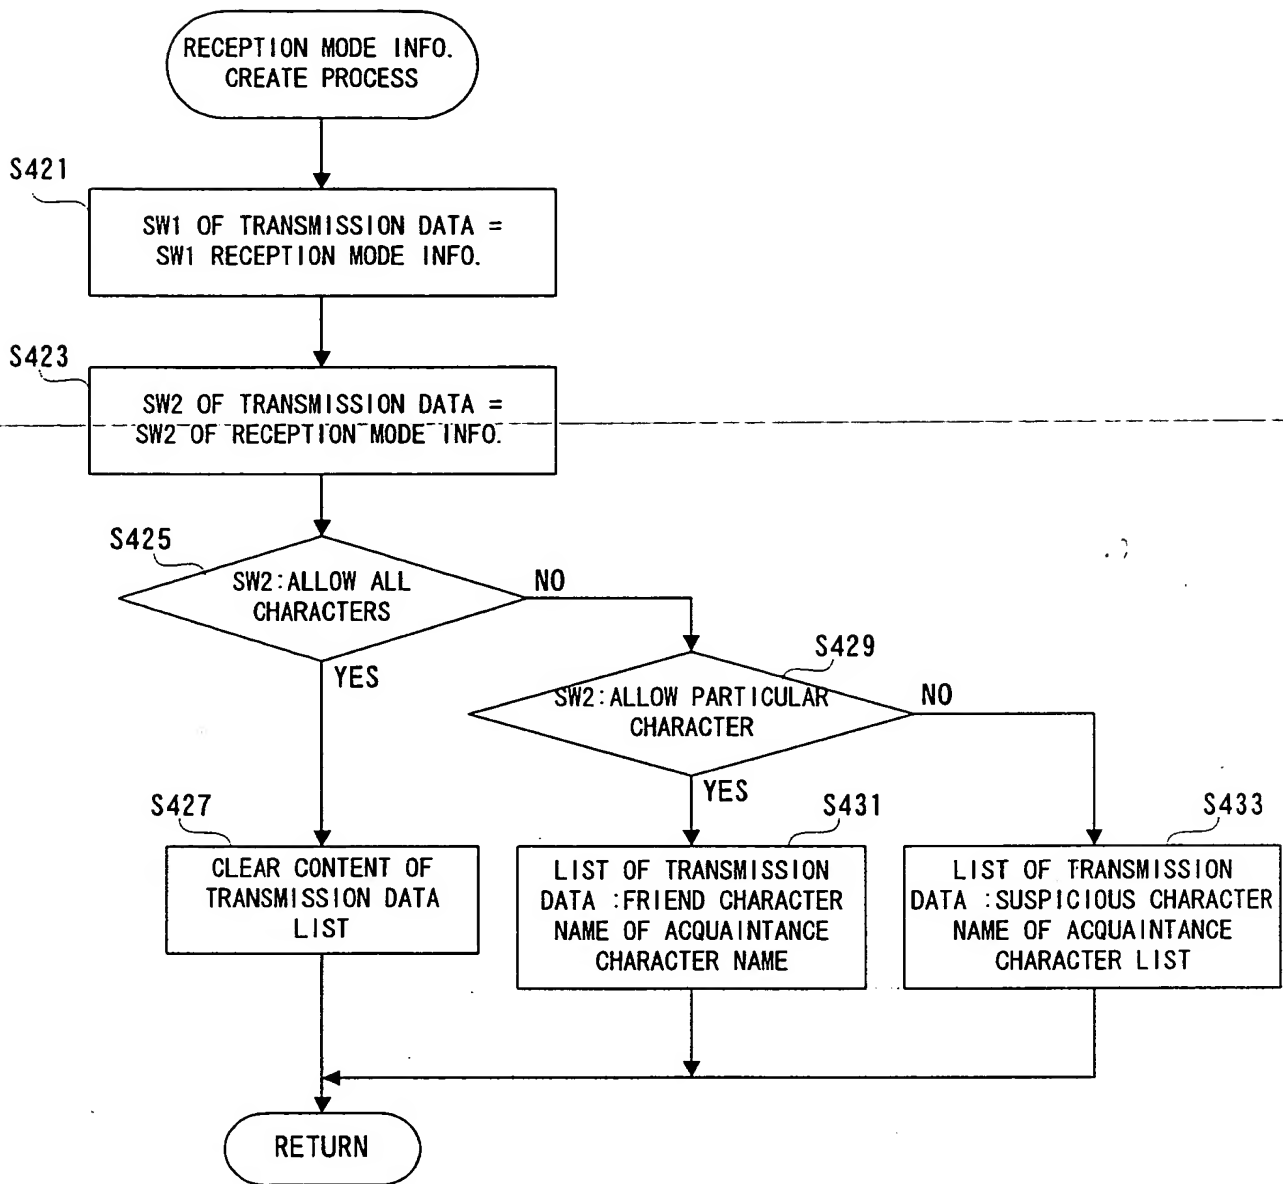 RECEPTION MODE INFO.
CREATE PROCESS
S421
SW1 OF TRANSMISSION DATA =
SW1 RECEPTION MODE INFO.
S423
SW2 OF TRANSMISSION DATA =
SW2 OF RECEPTION MODE INFO.
S425
SW2:ALLOW ALL
CHARACTERS
NO
YES
S429
SW2:ALLOW PARTICULAR
CHARACTER
NO
YES
S427
CLEAR CONTENT OF
TRANSMISSION DATA
LIST
S431
LIST OF TRANSMISSION
DATA :FRIEND CHARACTER
NAME OF ACQUAINTANCE
CHARACTER NAME
S433
LIST OF TRANSMISSION
DATA :SUSPICIOUS CHARACTER
NAME OF ACQUAINTANCE
CHARACTER LIST
RETURN